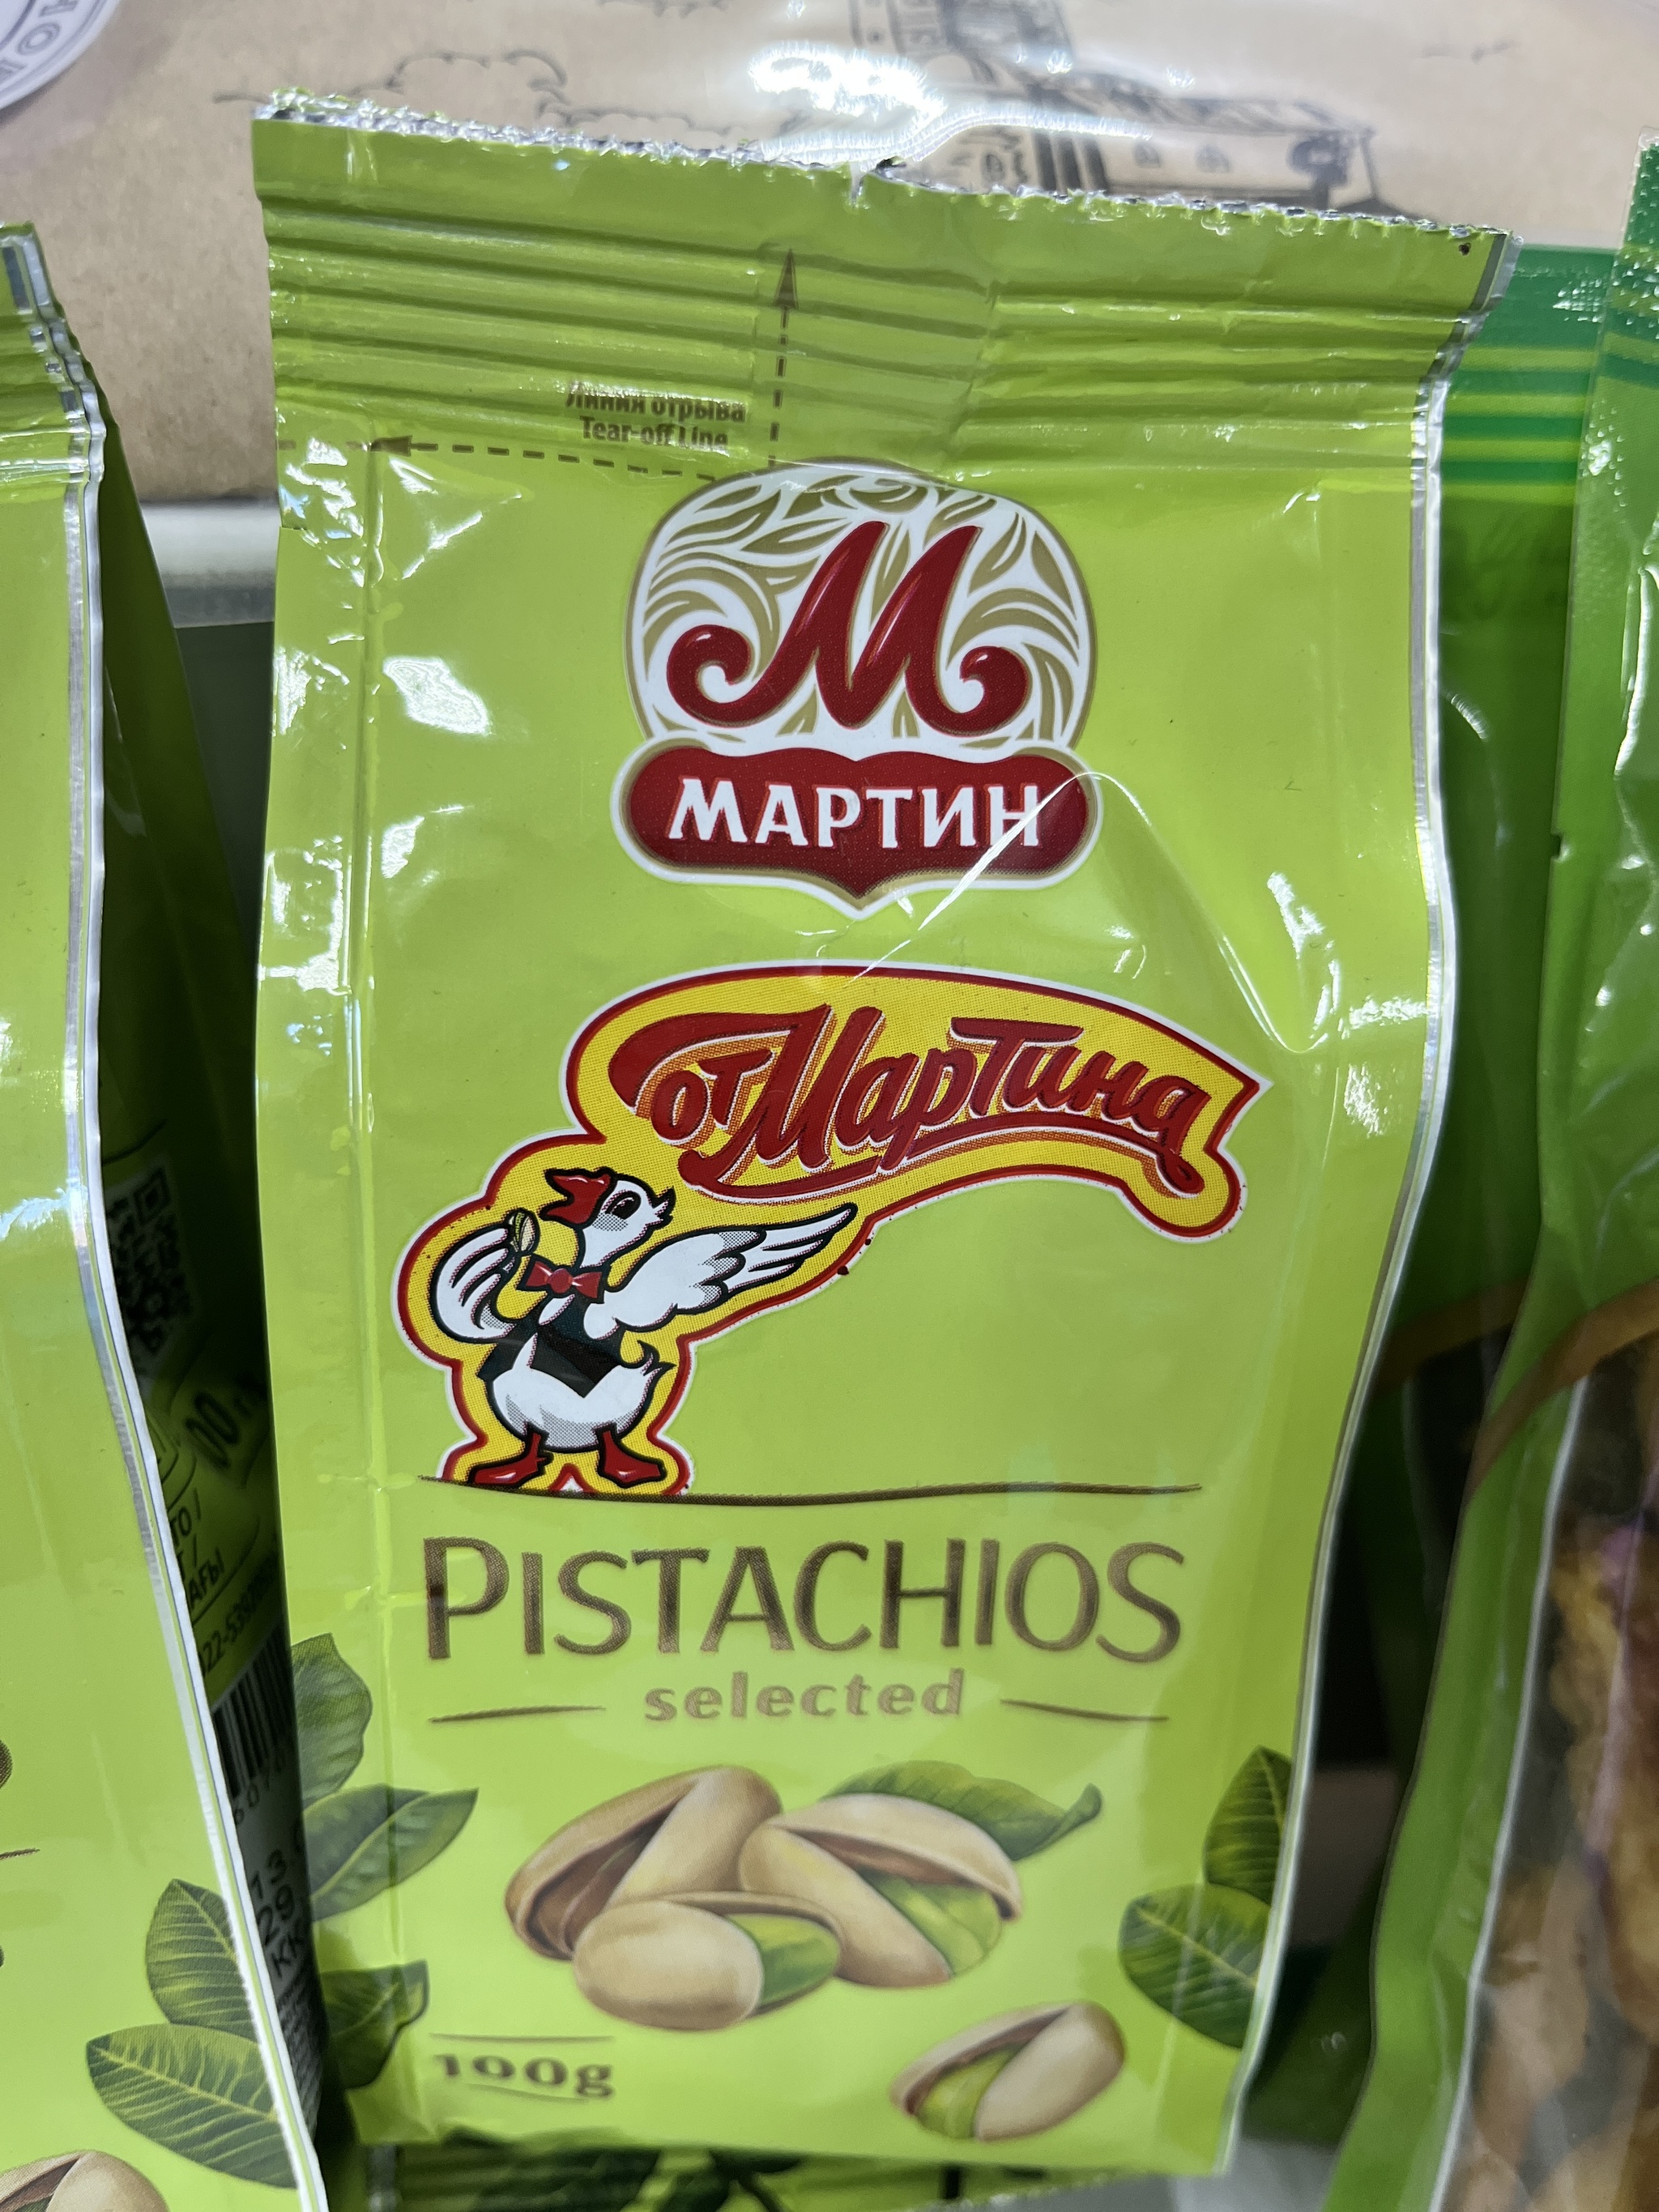 Линия отрыва
Tear-off Line
М
МАРТИН
от Мартина
PISTACHIOS
selected
100g